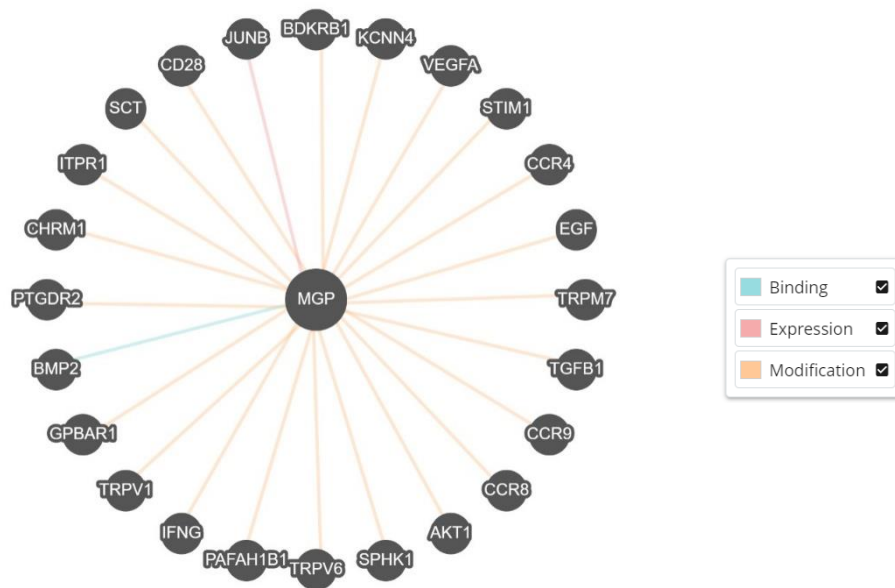 BDKRB1
JUNB
KCNN4
CD28
VEGFA
SCT
STIM1
ITPR1
CCR4
CHRM1
EGF
PTGDR2
MGP
TRPM7
BMP2
TGFB1
GPBAR1
CCR9
TRPV1
CCR8
IFNG
AKT1
PAFAH1B1
SPHK1
TRPV6
Binding
Expression
Modification